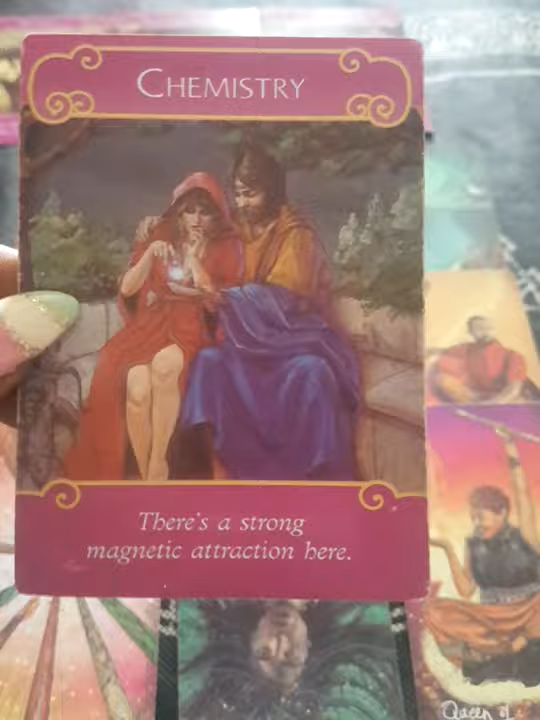 CHEMISTRY
There's a strong
magnetic attraction here.
Queen of